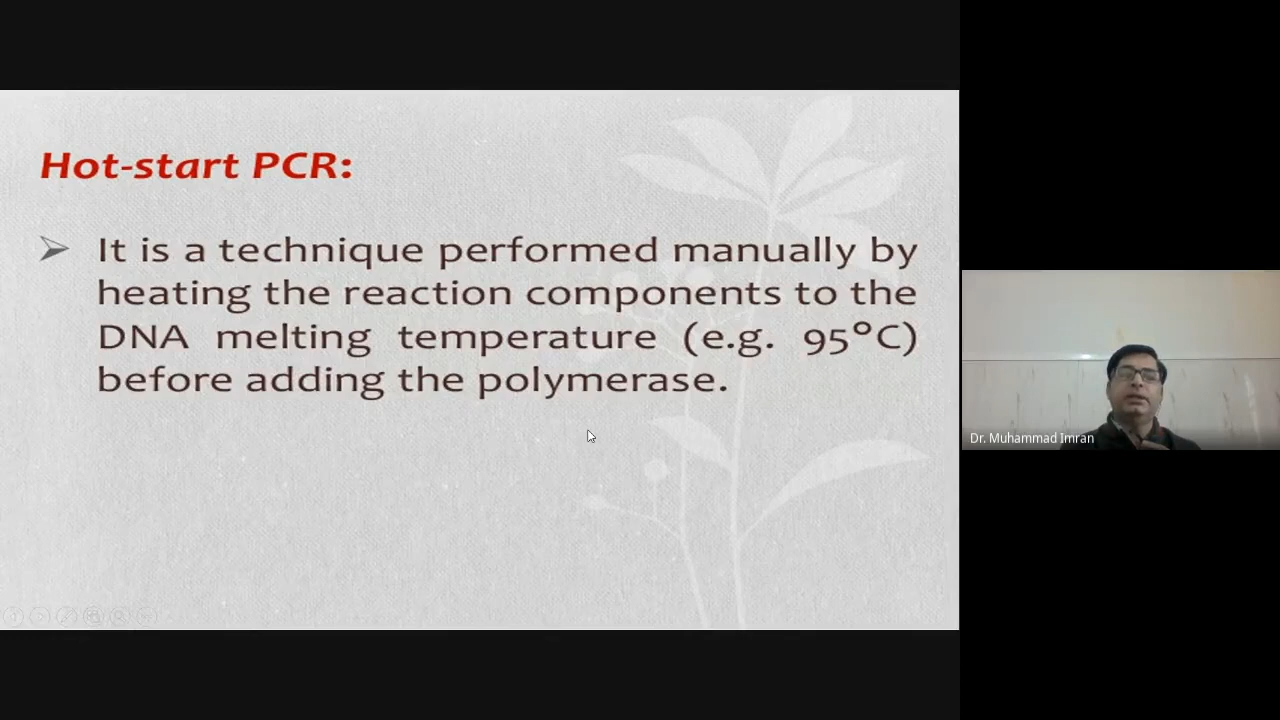 Hot-start PCR:
It is a technique performed manually by
heating the reaction components to the
DNA melting temperature (e.g. 95°C)
before adding the polymerase.
Dr. Muhammad Imran